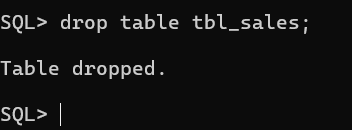 SQL> drop table tbl_sales;
Table dropped.
SQL>